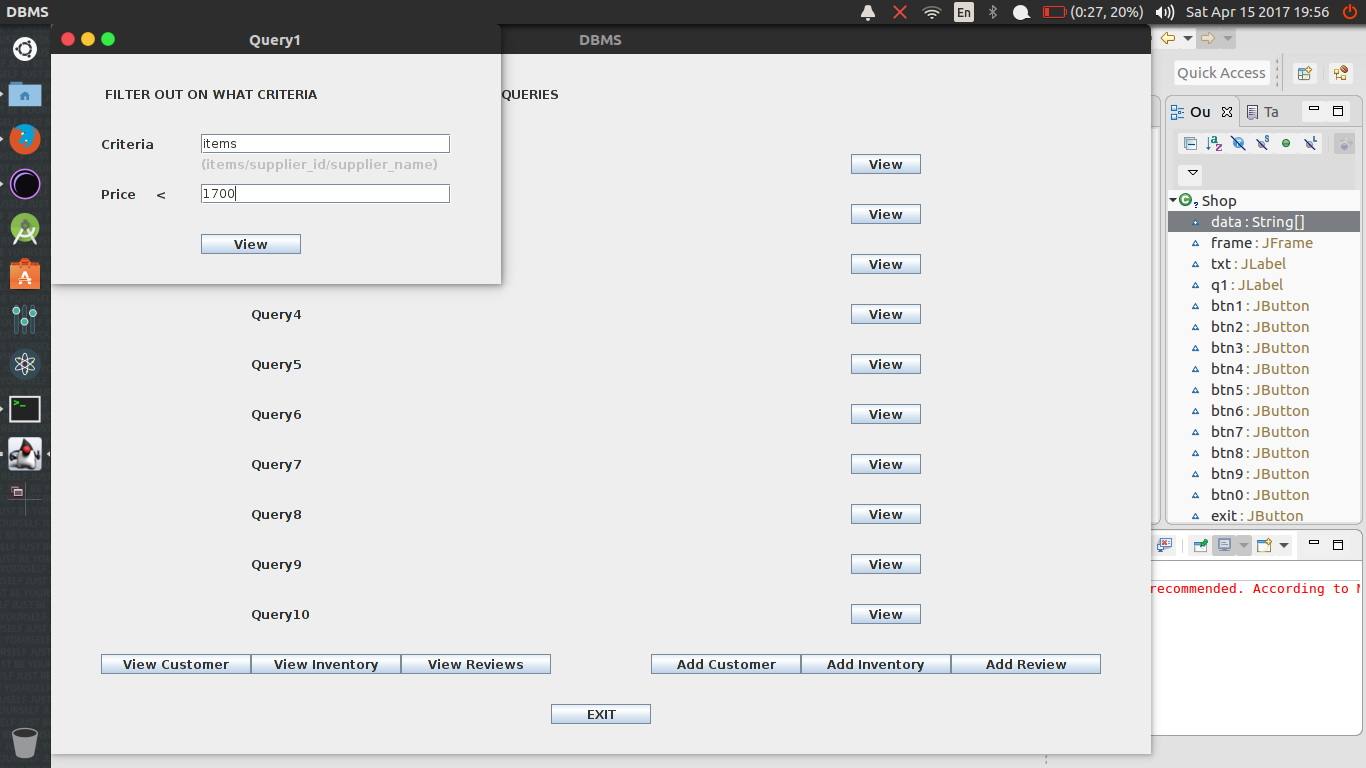 DBMS
En
(0:27, 20%)
Sat Apr 15 2017 19:56
Query1
DBMS
Quick Access
FILTER OUT ON WHAT CRITERIA
QUERIES
Ou
Ta
Criteria
items
(items/supplier_id/supplier_name)
View
Price <
1700
Shop
View
data : String[]
View
frame : JFrame
txt : JLabel
View
q1 : JLabel
btn1 : JButton
Query4
View
btn2 : JButton
btn3 : JButton
Query5
View
btn4 : JButton
btn5 : JButton
Query6
View
btn6 : JButton
btn7 : JButton
Query7
View
btn8 : JButton
btn9 : JButton
btn0 : JButton
Query8
View
exit : JButton
Query9
View
recommended. According to
Query10
View
View Customer
View Inventory
View Reviews
Add Customer
Add Inventory
Add Review
EXIT